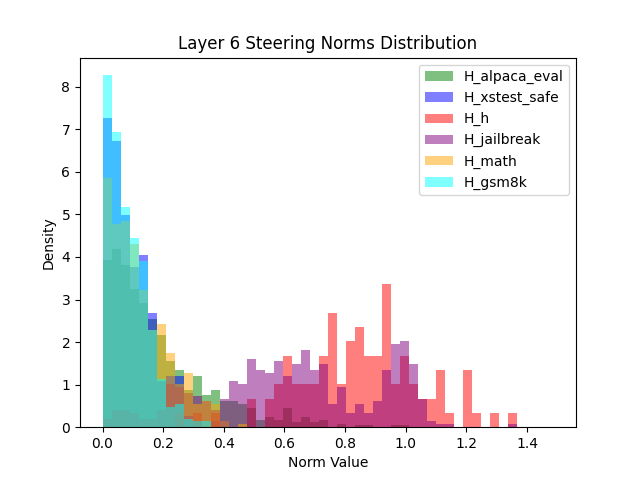 Layer 6 Steering Norms Distribution
H_alpaca_eval
H_xstest_safe
H_h
H_jailbreak
H_math
H_gsm8k
Density
8
7
6
5
4
3
2
1
0
0.0 0.2 0.4 0.6 0.8 1.0 1.2 1.4
Norm Value